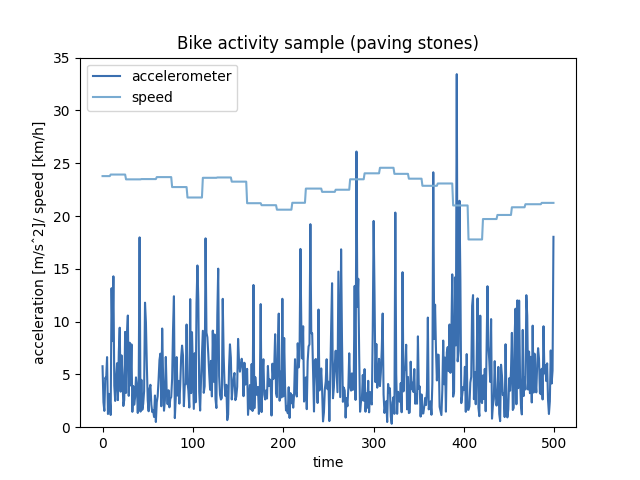 Bike activity sample (paving stones)
accelerometer
speed
acceleration [m/s^2]/ speed [km/h]
35
30
25
20
15
10
5
0
0 100 200 300 400 500
time